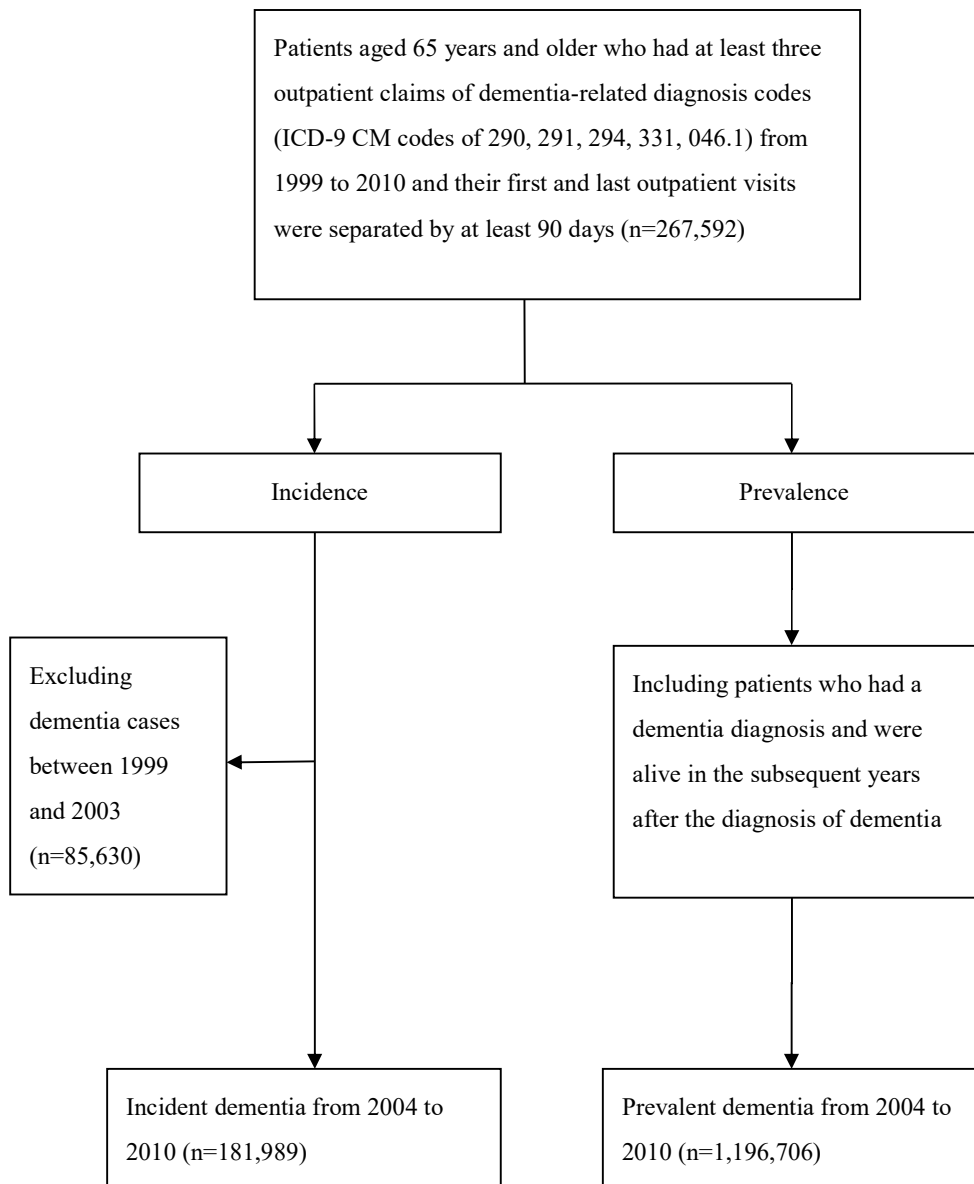 Patients aged 65 years and older who had at least three
outpatient claims of dementia-related diagnosis codes
(ICD-9 CM codes of 290, 291, 294, 331, 046.1) from
1999 to 2010 and their first and last outpatient visits
were separated by at least 90 days (n=267,592)
Incidence
Prevalence
Excluding
dementia cases
between 1999
and 2003
(n=85,630)
Including patients who had a
dementia diagnosis and were
alive in the subsequent years
after the diagnosis of dementia
Incident dementia from 2004 to
2010 (n=181,989)
Prevalent dementia from 2004 to
2010 (n=1,196,706)